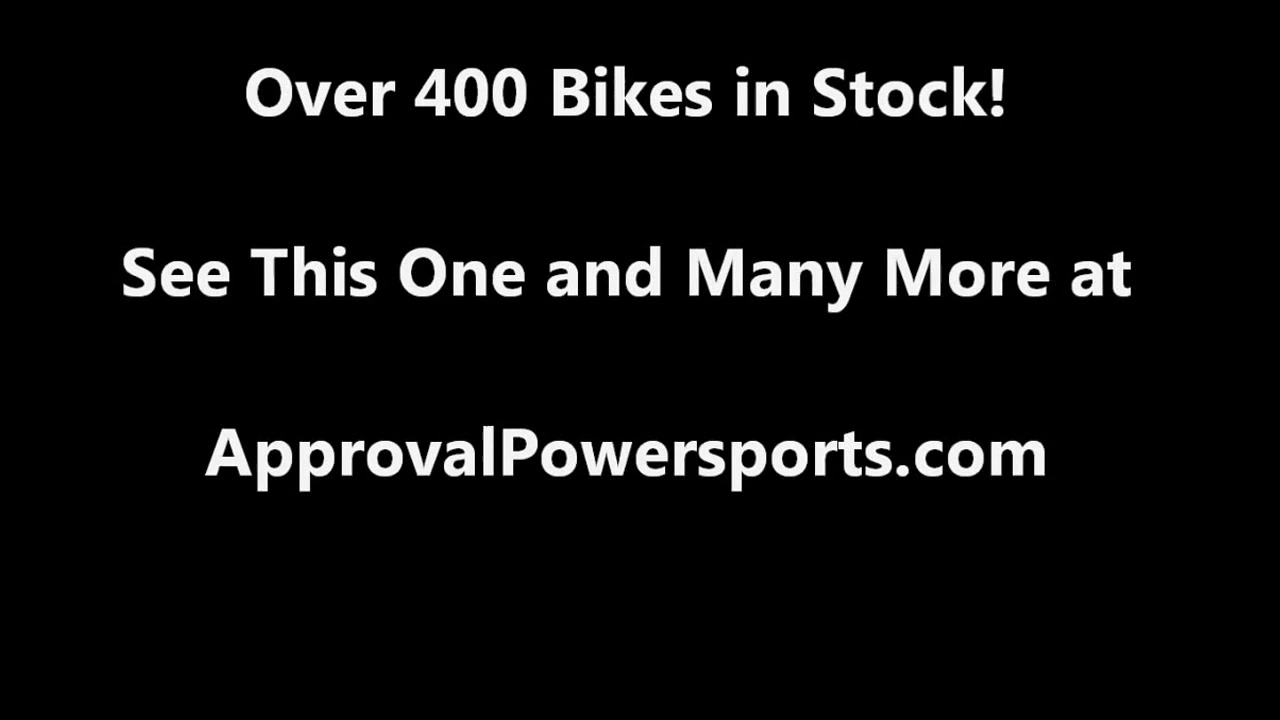 Over 400 Bikes in Stock!
See This One and Many More at
ApprovalPowersports.com